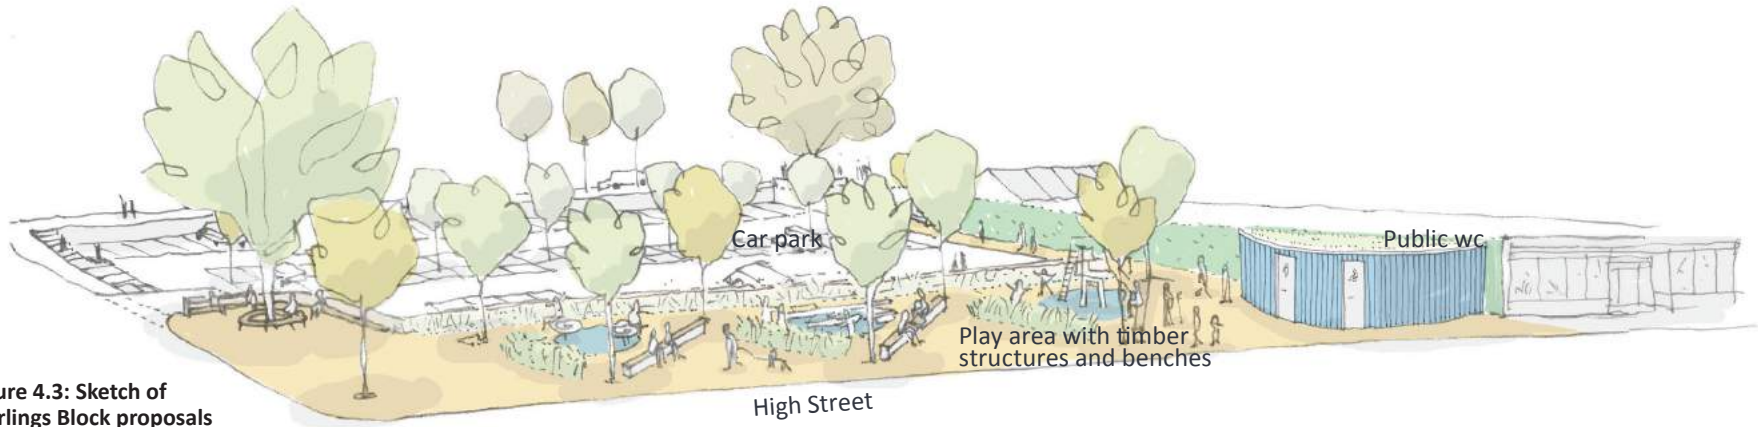 Car park
Public wc
Play area with timber
structures and benches
High Street
ure 4.3: Sketch of
rlings Block proposals